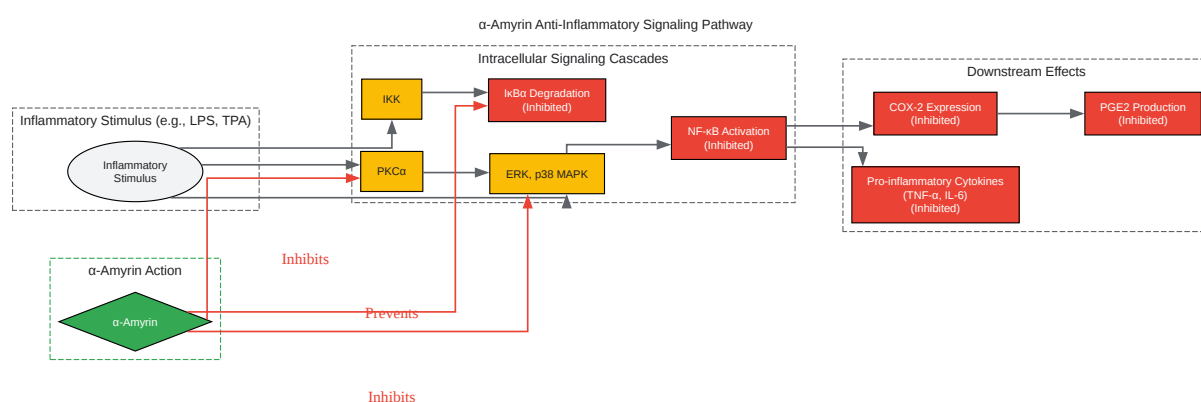 α-Amyrin Anti-Inflammatory Signaling Pathway
Intracellular Signaling Cascades
Downstream Effects
Inflammatory Stimulus (e.g., LPS, TPA)
IKK
IκBα Degradation
(Inhibited)
COX-2 Expression
(Inhibited)
PGE2 Production
(Inhibited)
NF-κB Activation
(Inhibited)
Inflammatory
Stimulus
PKCα
ERK, p38 MAPK
Pro-inflammatory Cytokines
(TNF-α, IL-6)
(Inhibited)
Inhibits
α-Amyrin Action
Prevents
α-Amyrin
Inhibits